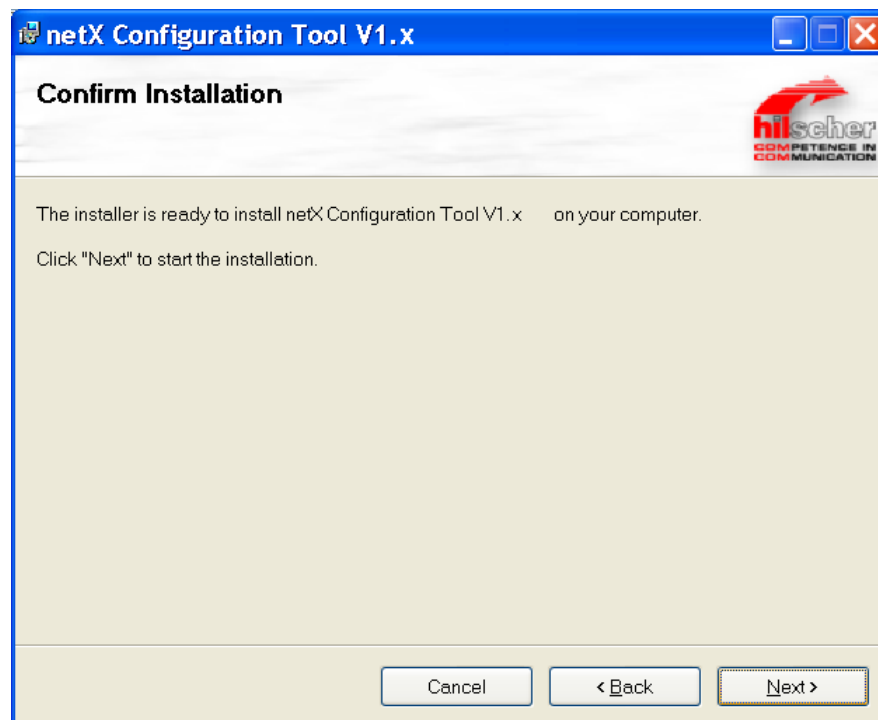 netX Configuration Tool V1.x
Confirm Installation
hilscher
COMPETENCE IN
COMMUNICATION
The installer is ready to install netX Configuration Tool V1.x on your computer.
Click "Next" to start the installation.
Cancel
< Back
Next >